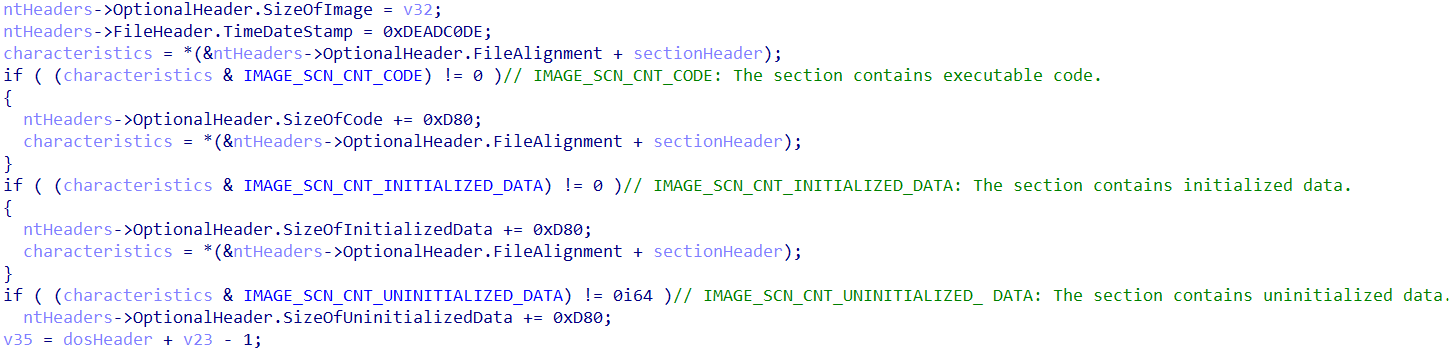 ntHeaders->OptionalHeader.SizeOfImage = v32;
ntHeaders->FileHeader.TimeDateStamp = 0xDEADC0DE;
characteristics = *(&ntHeaders->OptionalHeader.FileAlignment + sectionHeader);
if ( (characteristics & IMAGE_SCN_CNT_CODE) != 0 )// IMAGE_SCN_CNT_CODE: The section contains executable code.
{
  ntHeaders->OptionalHeader.SizeOfCode += 0xD80;
  characteristics = *(&ntHeaders->OptionalHeader.FileAlignment + sectionHeader);
}
if ( (characteristics & IMAGE_SCN_CNT_INITIALIZED_DATA) != 0 )// IMAGE_SCN_CNT_INITIALIZED_DATA: The section contains initialized data.
{
  ntHeaders->OptionalHeader.SizeOfInitializedData += 0xD80;
  characteristics = *(&ntHeaders->OptionalHeader.FileAlignment + sectionHeader);
}
if ( (characteristics & IMAGE_SCN_CNT_UNINITIALIZED_DATA) != 0i64 )// IMAGE_SCN_CNT_UNINITIALIZED_ DATA: The section contains uninitialized data.
  ntHeaders->OptionalHeader.SizeOfUninitializedData += 0xD80;
v35 = dosHeader + v23 - 1;